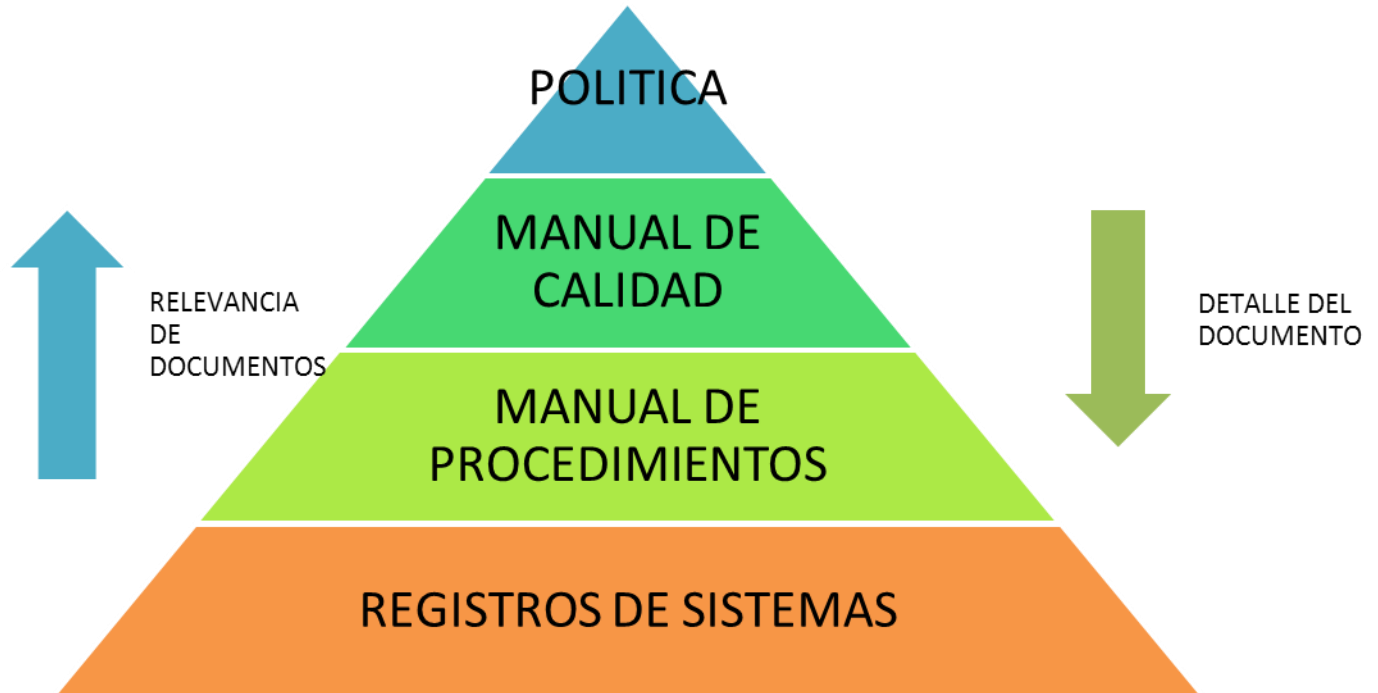 POLITICA
MANUAL DE
CALIDAD
RELEVANCIA
DE
DOCUMENTOS
DETALLE DEL
DOCUMENTO
MANUAL DE
PROCEDIMIENTOS
REGISTROS DE SISTEMAS